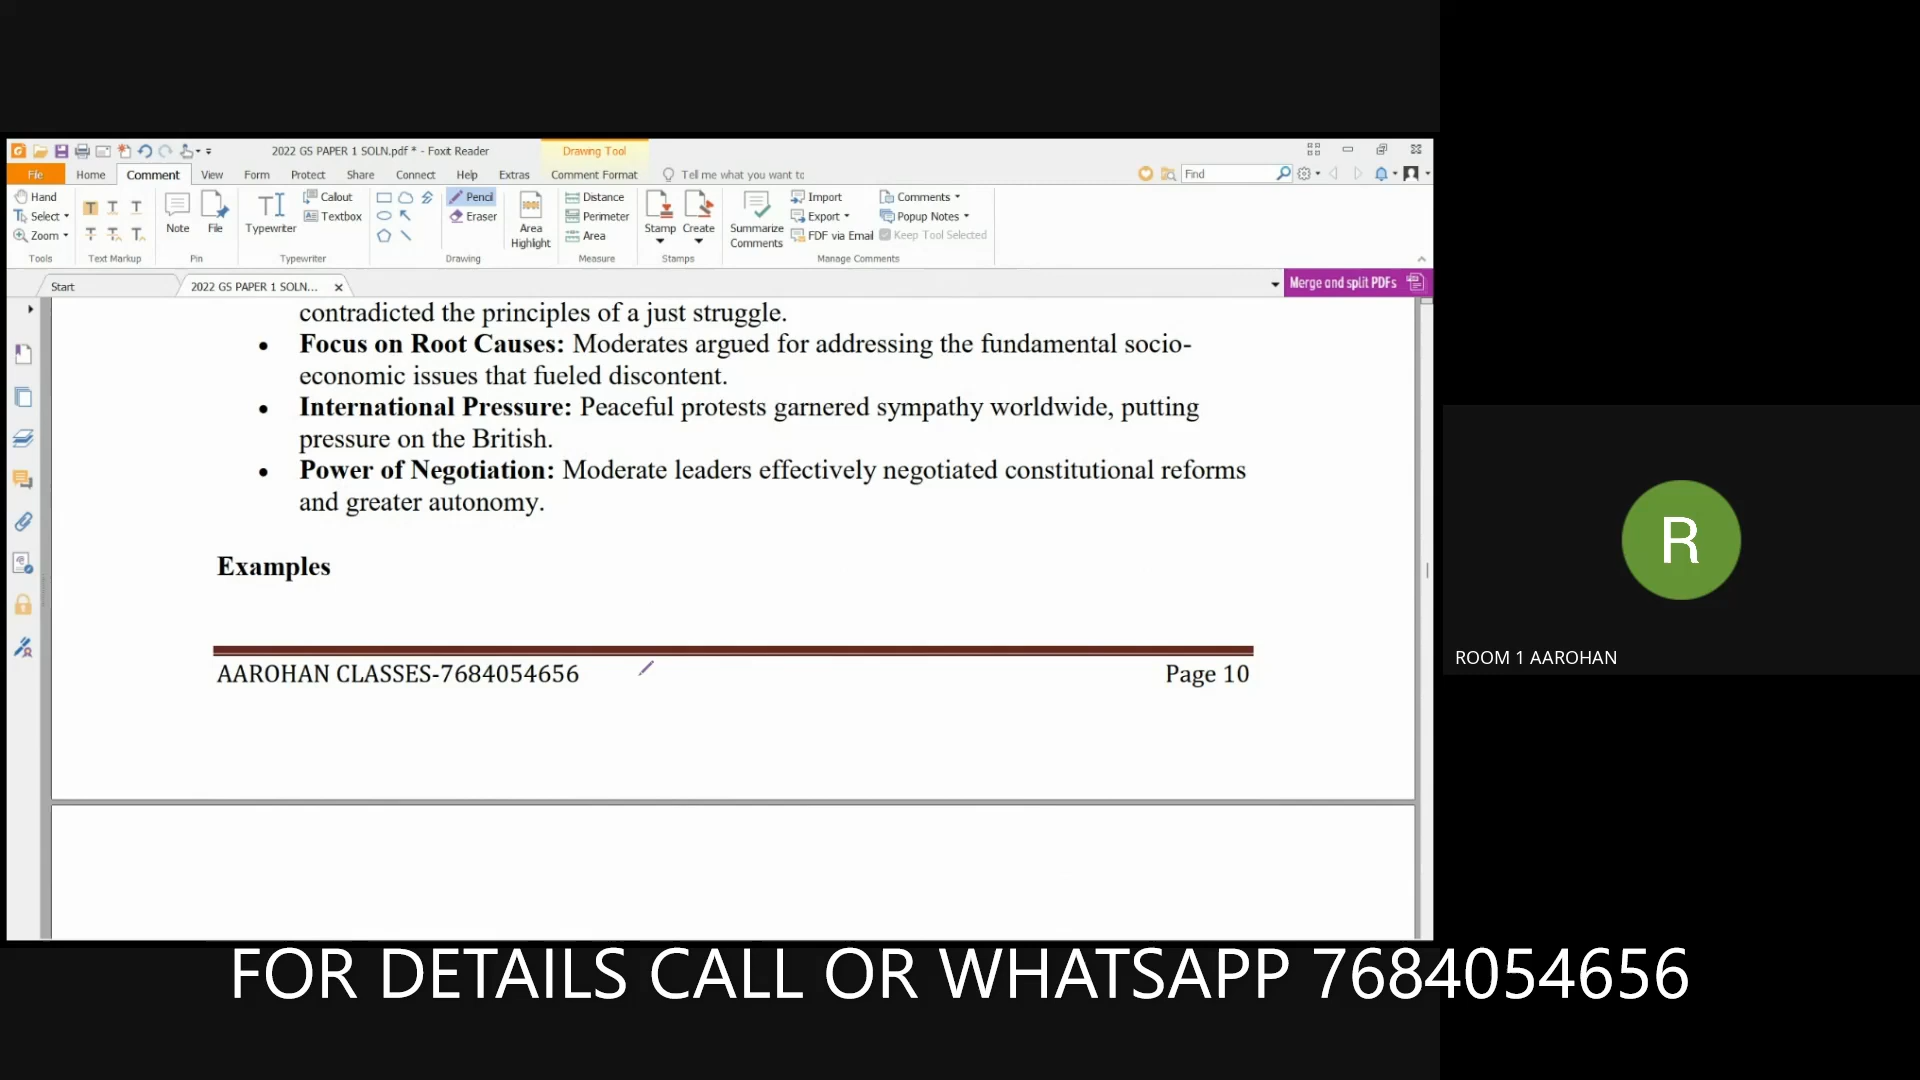 2022 GS PAPER 1 SOLN.pdf * - Foxit Reader
Drawing Tool
File Home Comment View Form Protect Share Connect Help Extras Comment Format Tell me what you want to Find
Hand
Select
Zoom
Tools
Text Markup
Note
File
Pin
Typewriter
Callout
Textbox
Typewriter
Pencil
Eraser
Drawing
Area
Highlight
Distance
Perimeter
Area
Measure
Stamp
Create
Stamps
Summarize
Comments
Import
Export
FDF via Email
Comments
Popup Notes
Keep Tool Selected
Manage Comments
Start
2022 GS PAPER 1 SOLN...
Merge and split PDFs
contradicted the principles of a just struggle.
• Focus on Root Causes: Moderates argued for addressing the fundamental socio-
economic issues that fueled discontent.
• International Pressure: Peaceful protests garnered sympathy worldwide, putting
pressure on the British.
• Power of Negotiation: Moderate leaders effectively negotiated constitutional reforms
and greater autonomy.
Examples
AAROHAN CLASSES-7684054656 Page 10
R
ROOM 1 AAROHAN
FOR DETAILS CALL OR WHATSAPP 7684054656